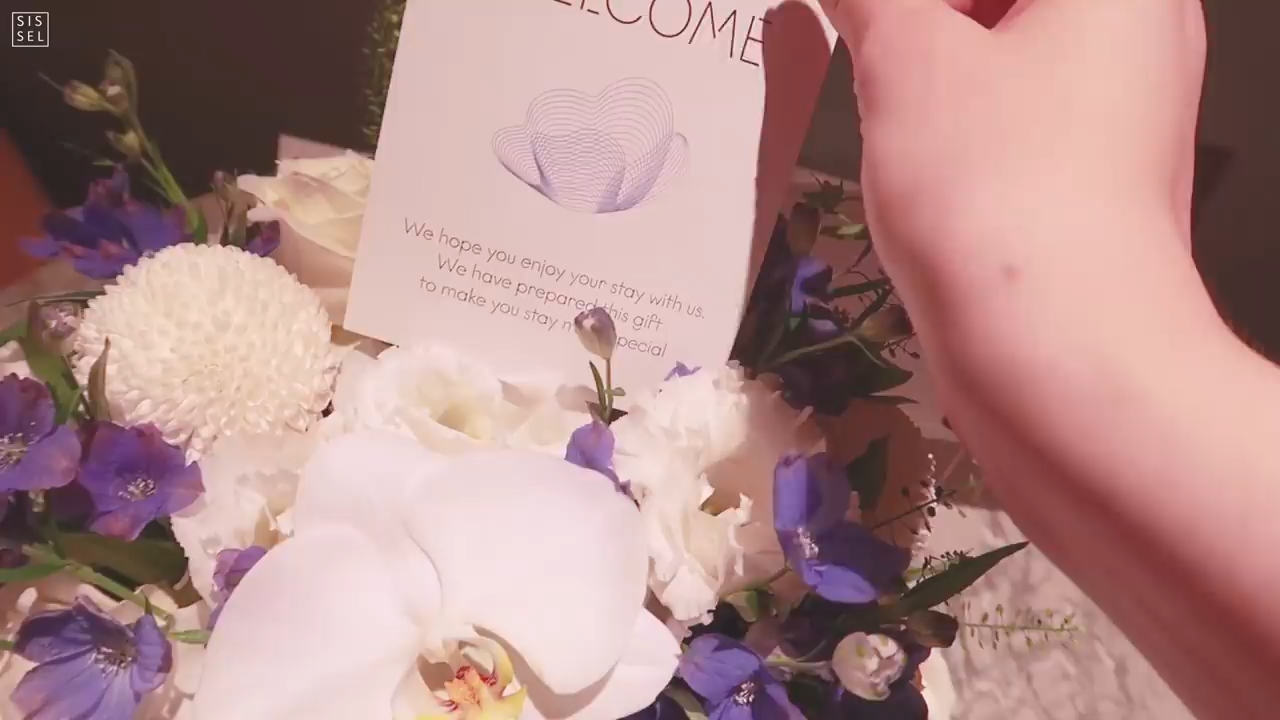 SIS
SEL
WELCOME
We hope you enjoy your stay with us.
We have prepared this gift
to make you stay special